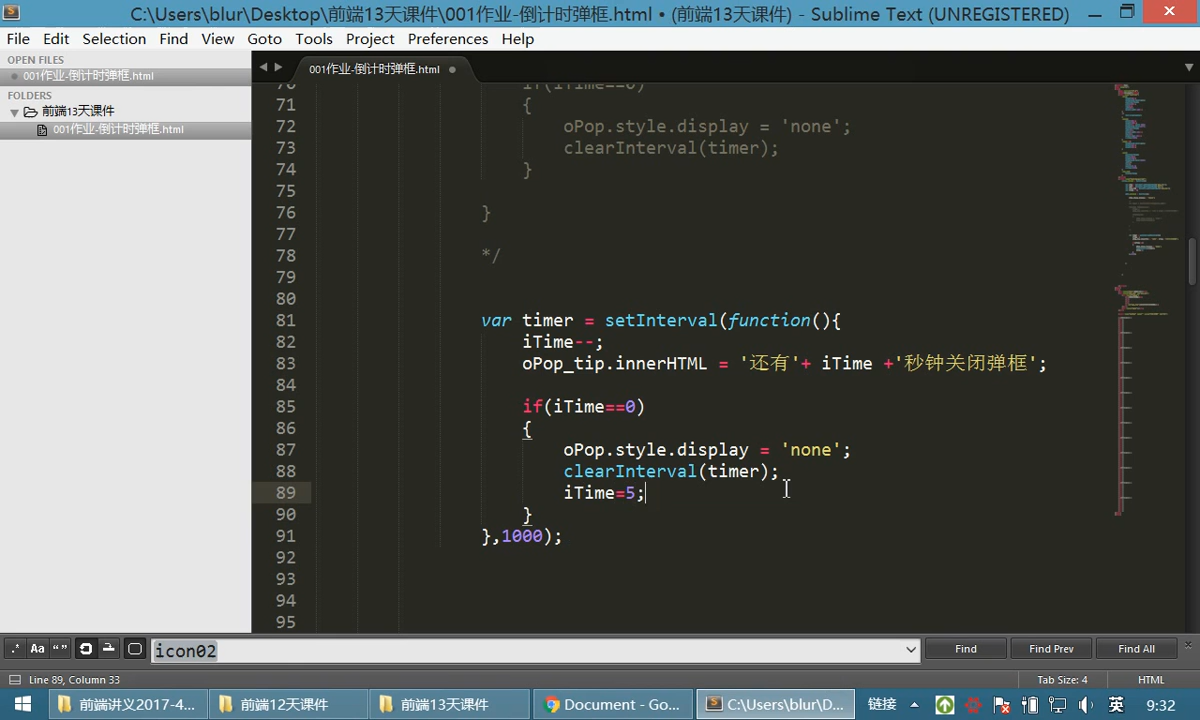 C:\Users\blur\Desktop\前端13天课件\001作业-倒计时弹框.html • (前端13天课件) - Sublime Text (UNREGISTERED)
File Edit Selection Find View Goto Tools Project Preferences Help
OPEN FILES
001作业-倒计时弹框.html
FOLDERS
前端13天课件
001作业-倒计时弹框.html
001作业-倒计时弹框.html
70 if(iTime==0)
71 {
72 oPop.style.display = 'none';
73 clearInterval(timer);
74 }
75
76 }
77
78 */
79
80
81 var timer = setInterval(function(){
82 iTime--;
83 oPop_tip.innerHTML = '还有'+ iTime +'秒钟关闭弹框';
84
85 if(iTime==0)
86 {
87 oPop.style.display = 'none';
88 clearInterval(timer);
89 iTime=5;
90 }
91 },1000);
92
93
94
95
.* Aa “ ” icon02 Find Find Prev Find All
Line 89, Column 33 Tab Size: 4 HTML
前端讲义2017-4... 前端12天课件 前端13天课件 Document - Go... C:\Users\blur\D... 链接 英 9:32